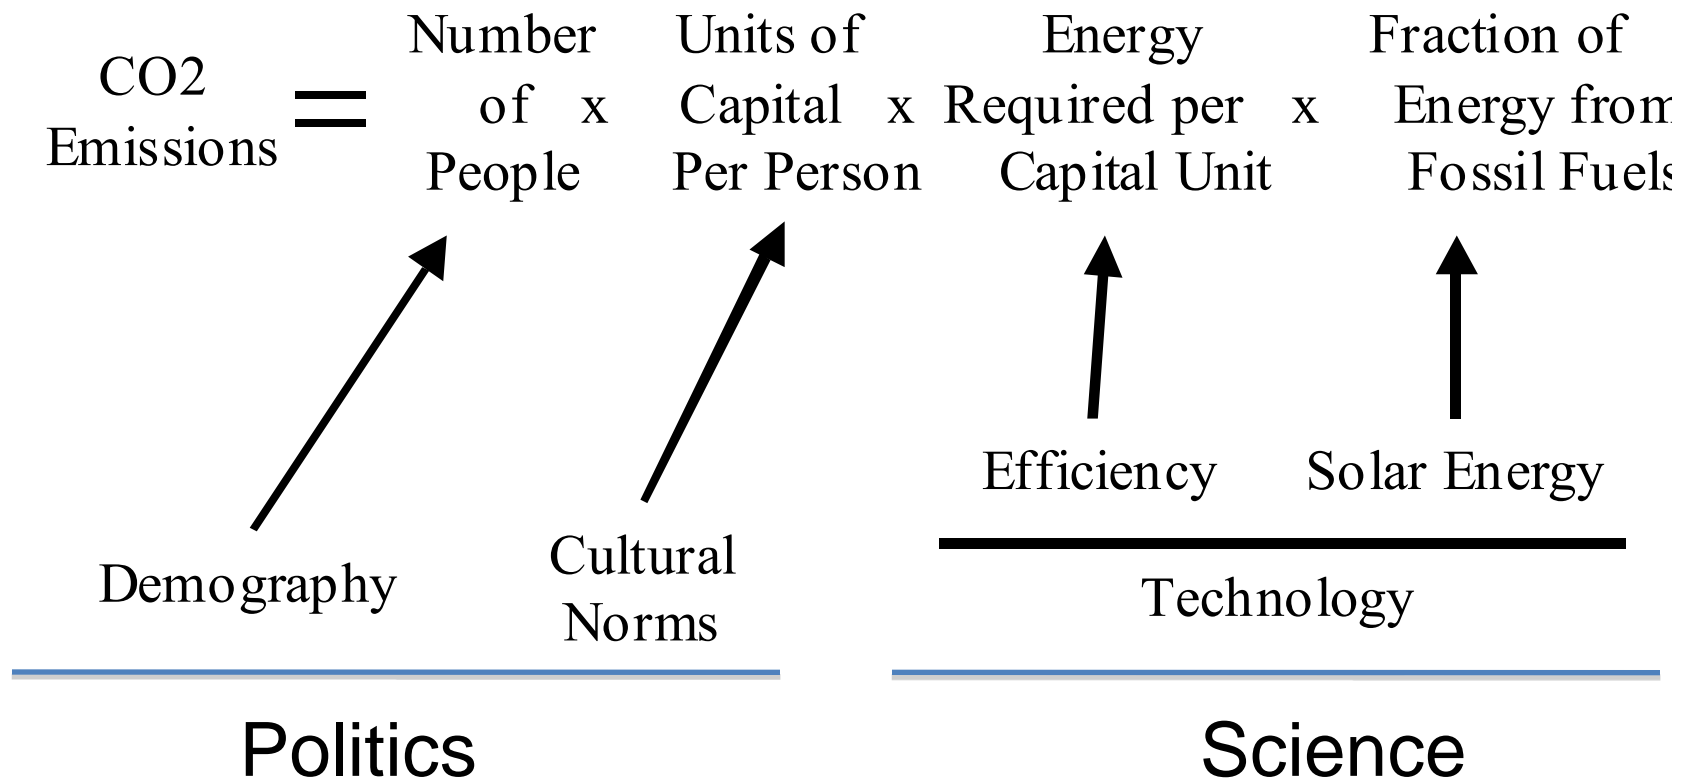 CO2
Emissions
=
Number
of
People
x
Units of
Capital
Per Person
x
Energy
Required per
Capital Unit
x
Fraction of
Energy from
Fossil Fuels
Demography
Cultural
Norms
Efficiency
Solar Energy
Technology
Politics
Science